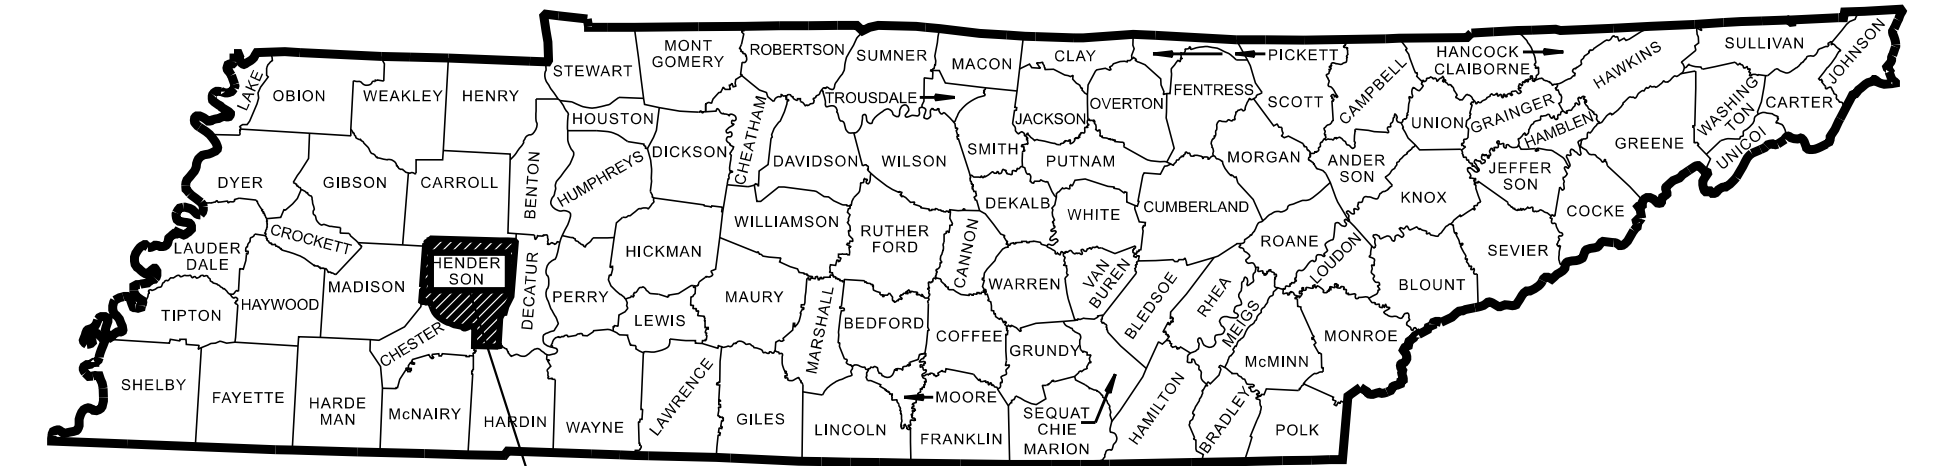 LAKE
OBION
WEAKLEY
HENRY
STEWART
MONT
GOMERY
ROBERTSON
SUMNER
MACON
CLAY
PICKETT
HANCOCK
CLAIBORNE
HAWKINS
SULLIVAN
JOHNSON
TROUSDALE
HOUSTON
CHEATHAM
JACKSON
OVERTON
FENTRESS
SCOTT
CAMPBELL
UNION
GRAINGER
HAMBLEN
WASHING
TON
CARTER
UNICOI
GREENE
DYER
GIBSON
CARROLL
BENTON
HUMPHREYS
DICKSON
DAVIDSON
WILSON
SMITH
PUTNAM
MORGAN
ANDER
SON
KNOX
JEFFER
SON
COCKE
LAUDER
DALE
CROCKETT
WILLIAMSON
RUTHER
FORD
CANNON
DEKALB
WHITE
CUMBERLAND
ROANE
LOUDON
SEVIER
BLOUNT
TIPTON
HAYWOOD
MADISON
HENDER
SON
DECATUR
PERRY
HICKMAN
LEWIS
MAURY
MARSHALL
BEDFORD
COFFEE
WARREN
VAN
BUREN
BLEDSOE
RHEA
MEIGS
MONROE
McMINN
GRUNDY
CHESTER
SHELBY
FAYETTE
HARDE
MAN
McNAIRY
HARDIN
WAYNE
LAWRENCE
GILES
LINCOLN
MOORE
FRANKLIN
SEQUAT
CHIE
MARION
HAMILTON
BRADLEY
POLK